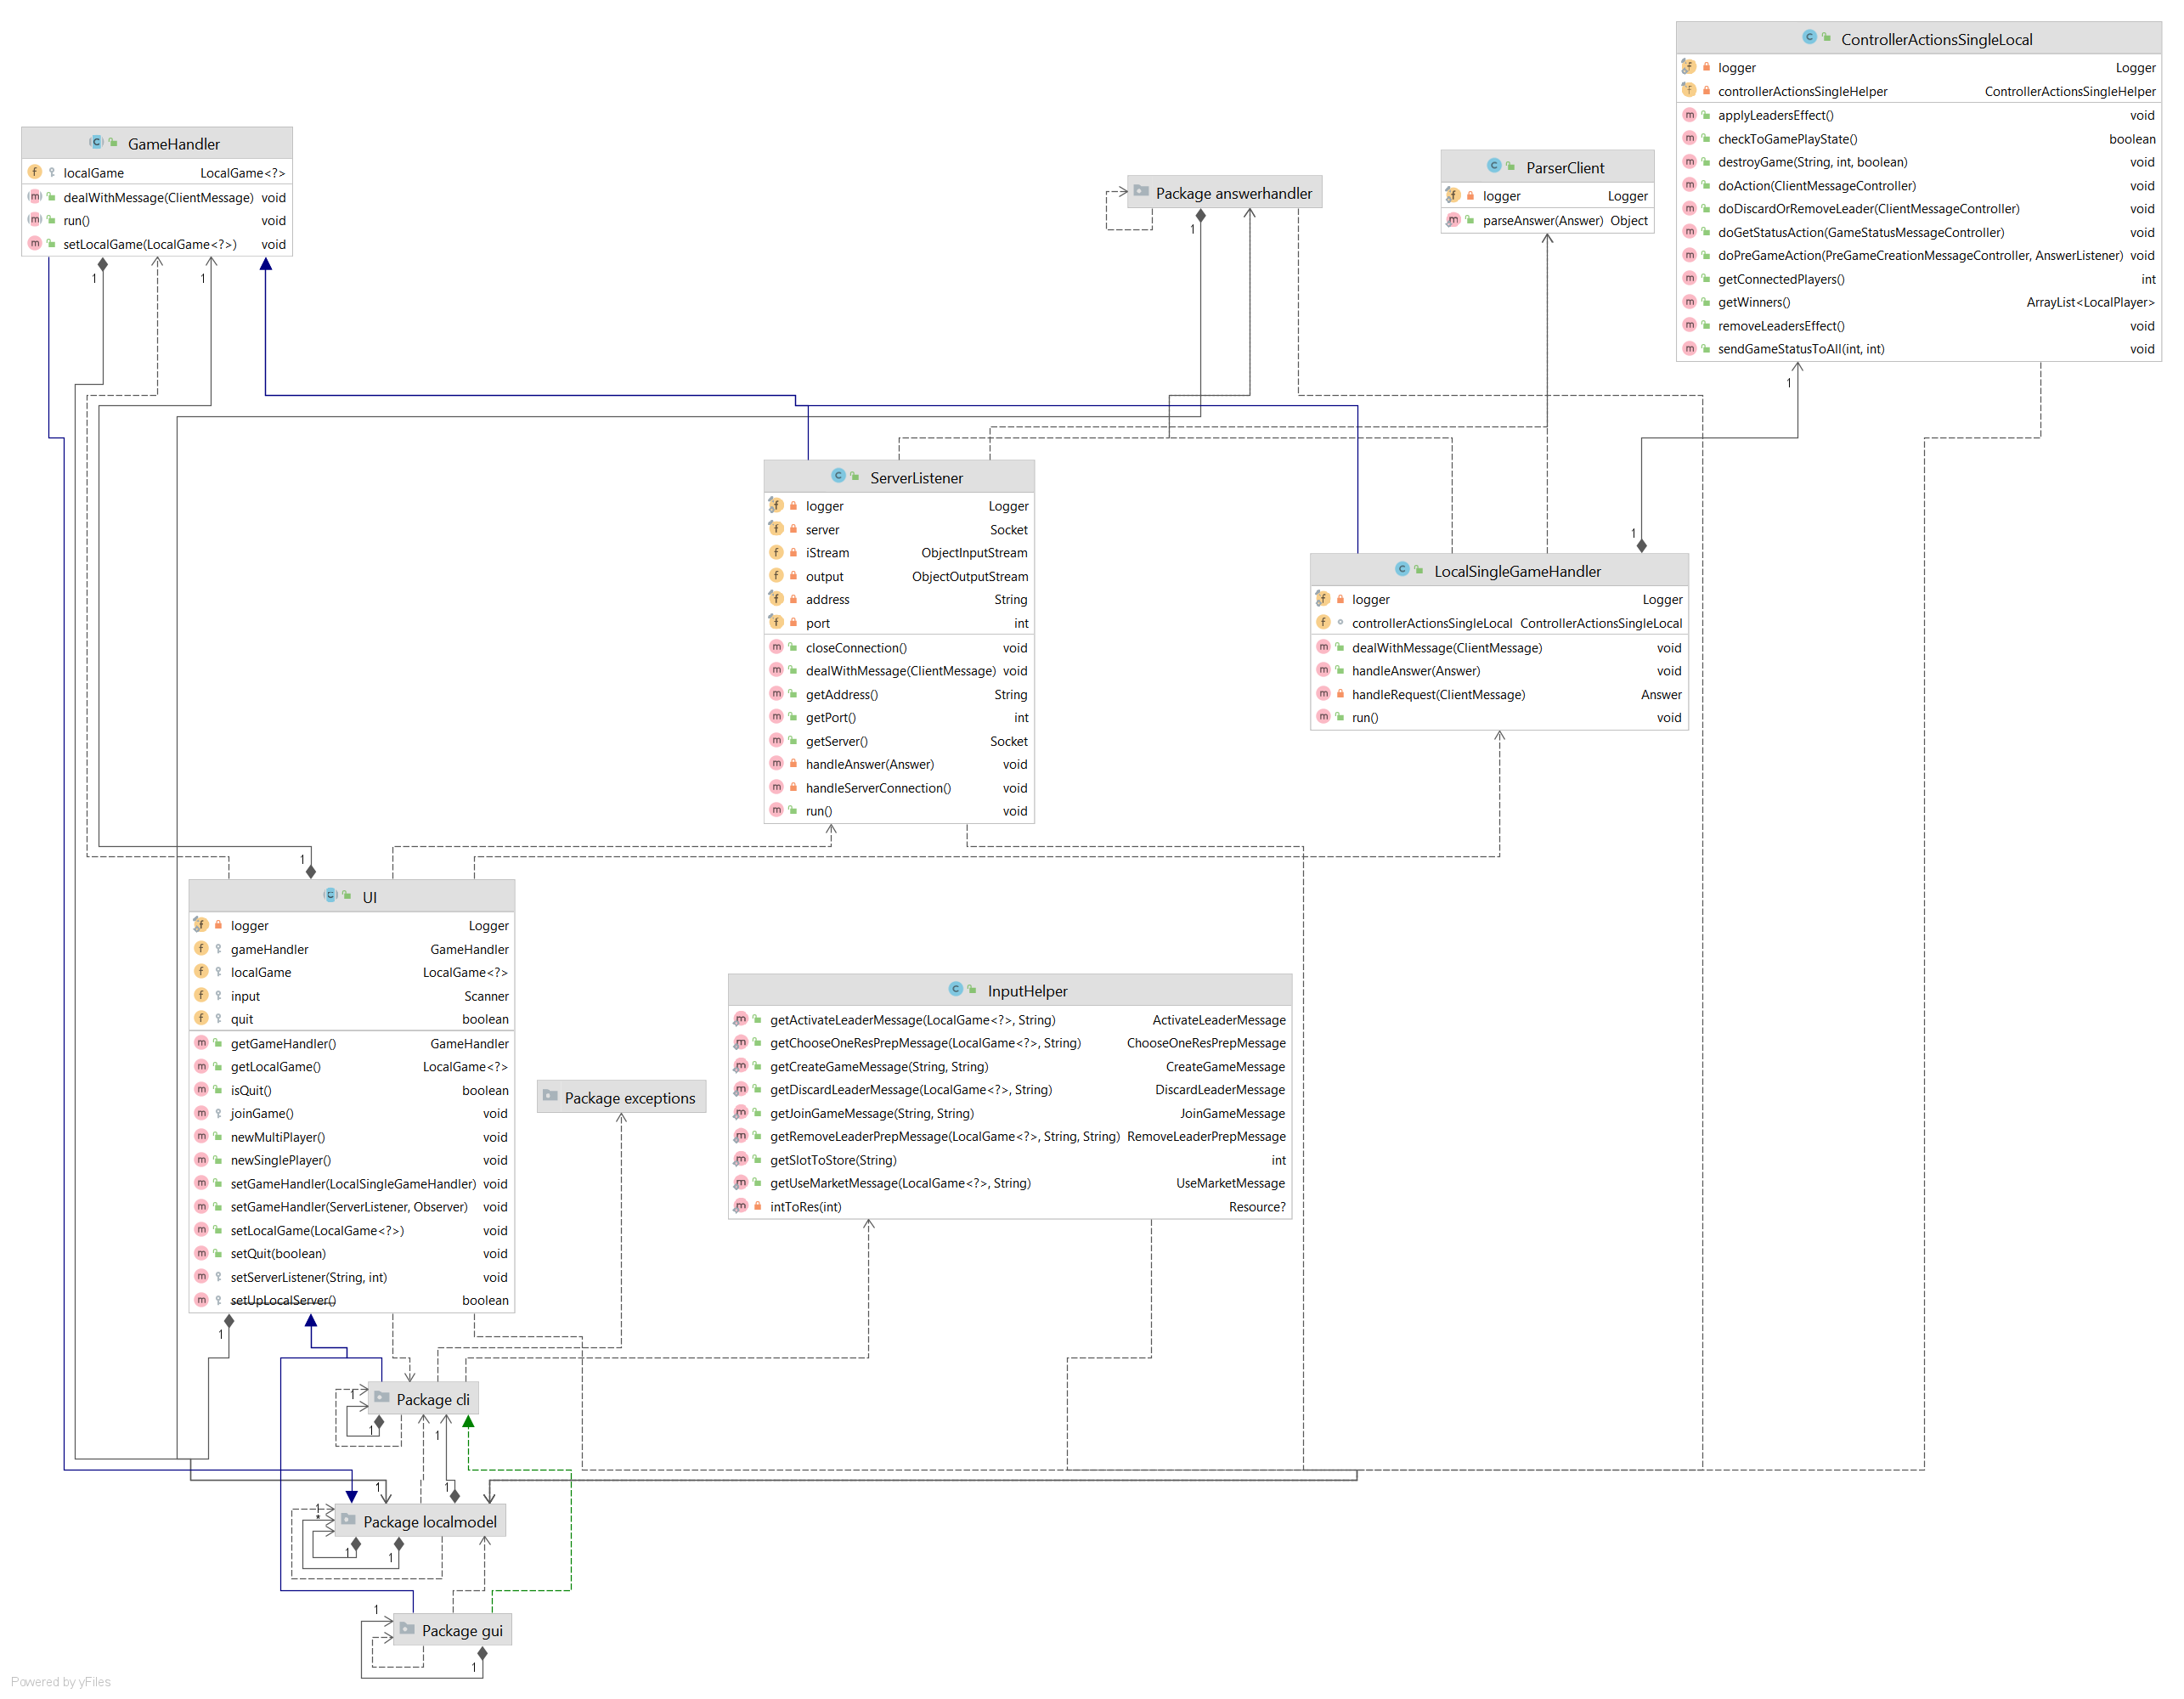 ControllerActionsSingleLocal
logger Logger
controllerActionsSingleHelper ControllerActionsSingleHelper
applyLeadersEffect() void
checkToGamePlayState() boolean
destroyGame(String, int, boolean) void
doAction(ClientMessageController) void
doDiscardOrRemoveLeader(ClientMessageController) void
doGetStatusAction(GameStatusMessageController) void
doPreGameAction(PreGameCreationMessageController, AnswerListener) void
getConnectedPlayers() int
getWinners() ArrayList<LocalPlayer>
removeLeadersEffect() void
sendGameStatusToAll(int, int) void
1
GameHandler
localGame LocalGame<?>
dealWithMessage(ClientMessage) void
run() void
setLocalGame(LocalGame<?>) void
1
1
Package answerhandler
1
ParserClient
logger Logger
parseAnswer(Answer) Object
ServerListener
logger Logger
server Socket
iStream ObjectInputStream
output ObjectOutputStream
address String
port int
closeConnection() void
dealWithMessage(ClientMessage) void
getAddress() String
getPort() int
getServer() Socket
handleAnswer(Answer) void
handleServerConnection() void
run() void
1
LocalSingleGameHandler
logger Logger
controllerActionsSingleLocal ControllerActionsSingleLocal
dealWithMessage(ClientMessage) void
handleAnswer(Answer) void
handleRequest(ClientMessage) Answer
run() void
1
UI
logger Logger
gameHandler GameHandler
localGame LocalGame<?>
input Scanner
quit boolean
getGameHandler() GameHandler
getLocalGame() LocalGame<?>
isQuit() boolean
joinGame() void
newMultiPlayer() void
newSinglePlayer() void
setGameHandler(LocalSingleGameHandler) void
setGameHandler(ServerListener, Observer) void
setLocalGame(LocalGame<?>) void
setQuit(boolean) void
setServerListener(String, int) void
setUpLocalServer() boolean
1
InputHelper
getActivateLeaderMessage(LocalGame<?>, String) ActivateLeaderMessage
getChooseOneResPrepMessage(LocalGame<?>, String) ChooseOneResPrepMessage
getCreateGameMessage(String, String) CreateGameMessage
getDiscardLeaderMessage(LocalGame<?>, String) DiscardLeaderMessage
getJoinGameMessage(String, String) JoinGameMessage
getRemoveLeaderPrepMessage(LocalGame<?>, String, String) RemoveLeaderPrepMessage
getSlotToStore(String) int
getUseMarketMessage(LocalGame<?>, String) UseMarketMessage
intToRes(int) Resource?
Package exceptions
1
Package cli
1
1
1
1
1
*
Package localmodel
1
1
1
Package gui
1
Powered by yFiles